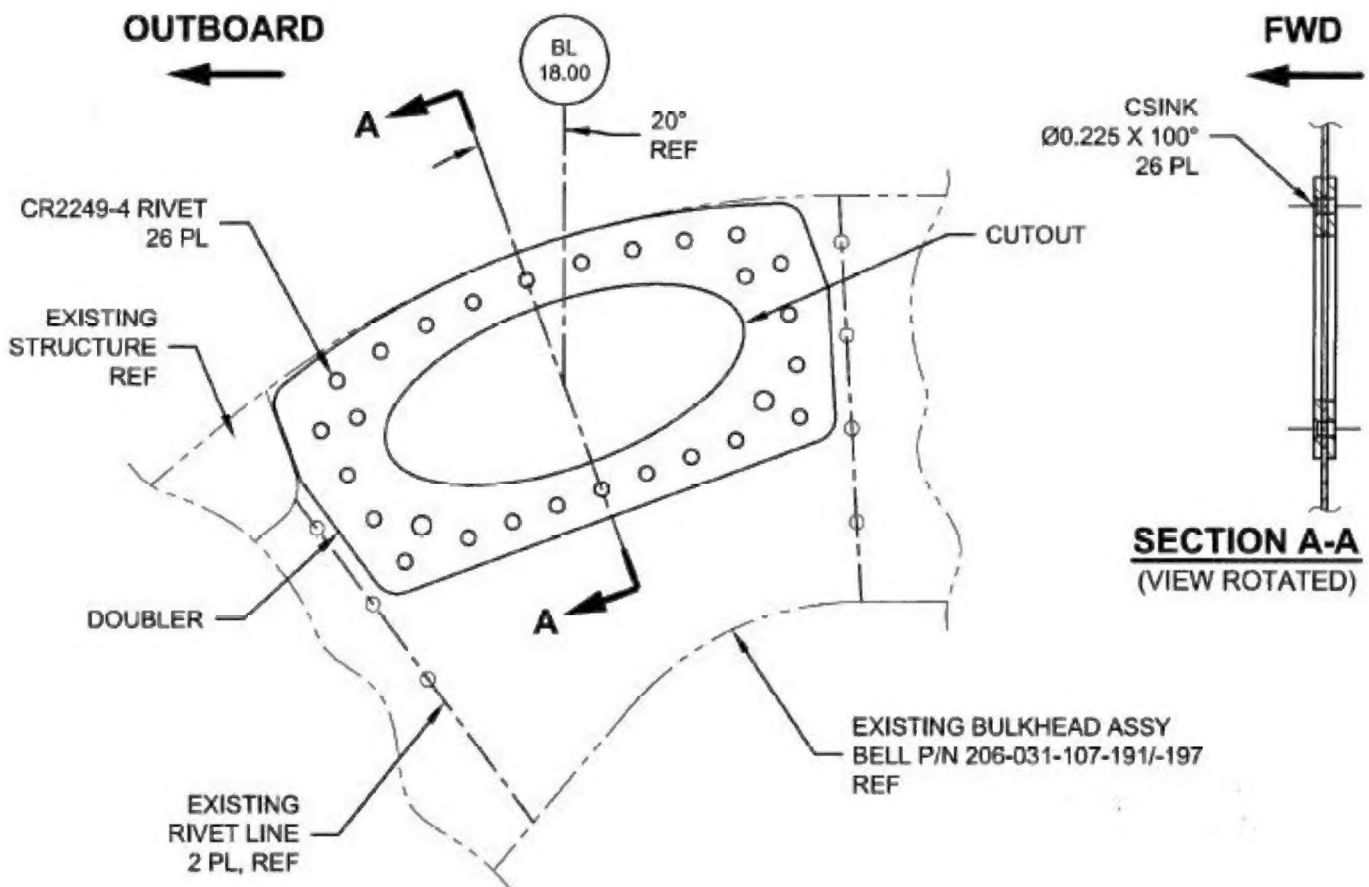 OUTBOARD
FWD
BL
18.00
A
20°
REF
CSINK
Ø0.225 X 100°
26 PL
CR2249-4 RIVET
26 PL
CUTOUT
EXISTING
STRUCTURE
REF
SECTION A-A
(VIEW ROTATED)
DOUBLER
A
EXISTING BULKHEAD ASSY
BELL P/N 206-031-107-191/-197
REF
EXISTING
RIVET LINE
2 PL, REF